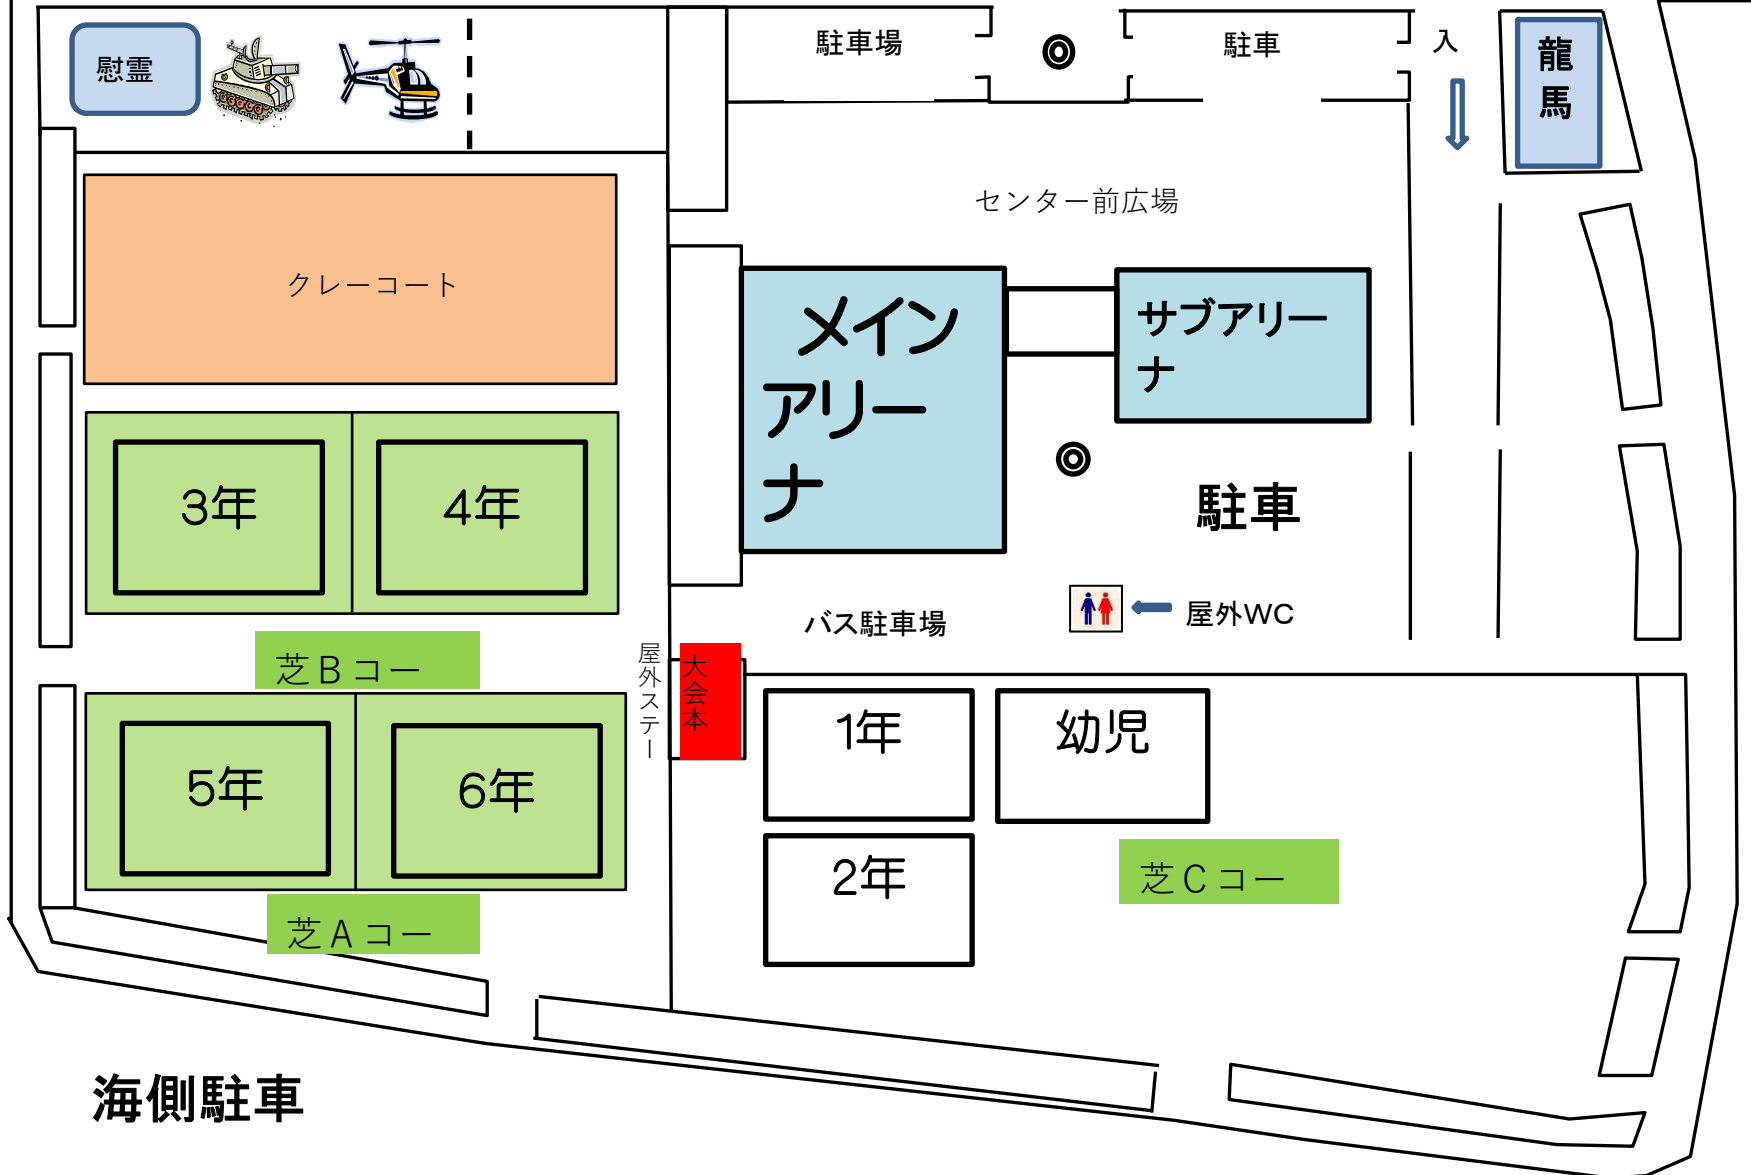 慰霊
駐車場
駐車
入
龍
馬
センター前広場
クレーコート
メイン
アリー
ナ
サブアリー
ナ
3年
4年
駐車
バス駐車場
屋外WC
芝Bコー
屋外ステー
大会本
1年
幼児
5年
6年
2年
芝Cコー
芝Aコー
海側駐車